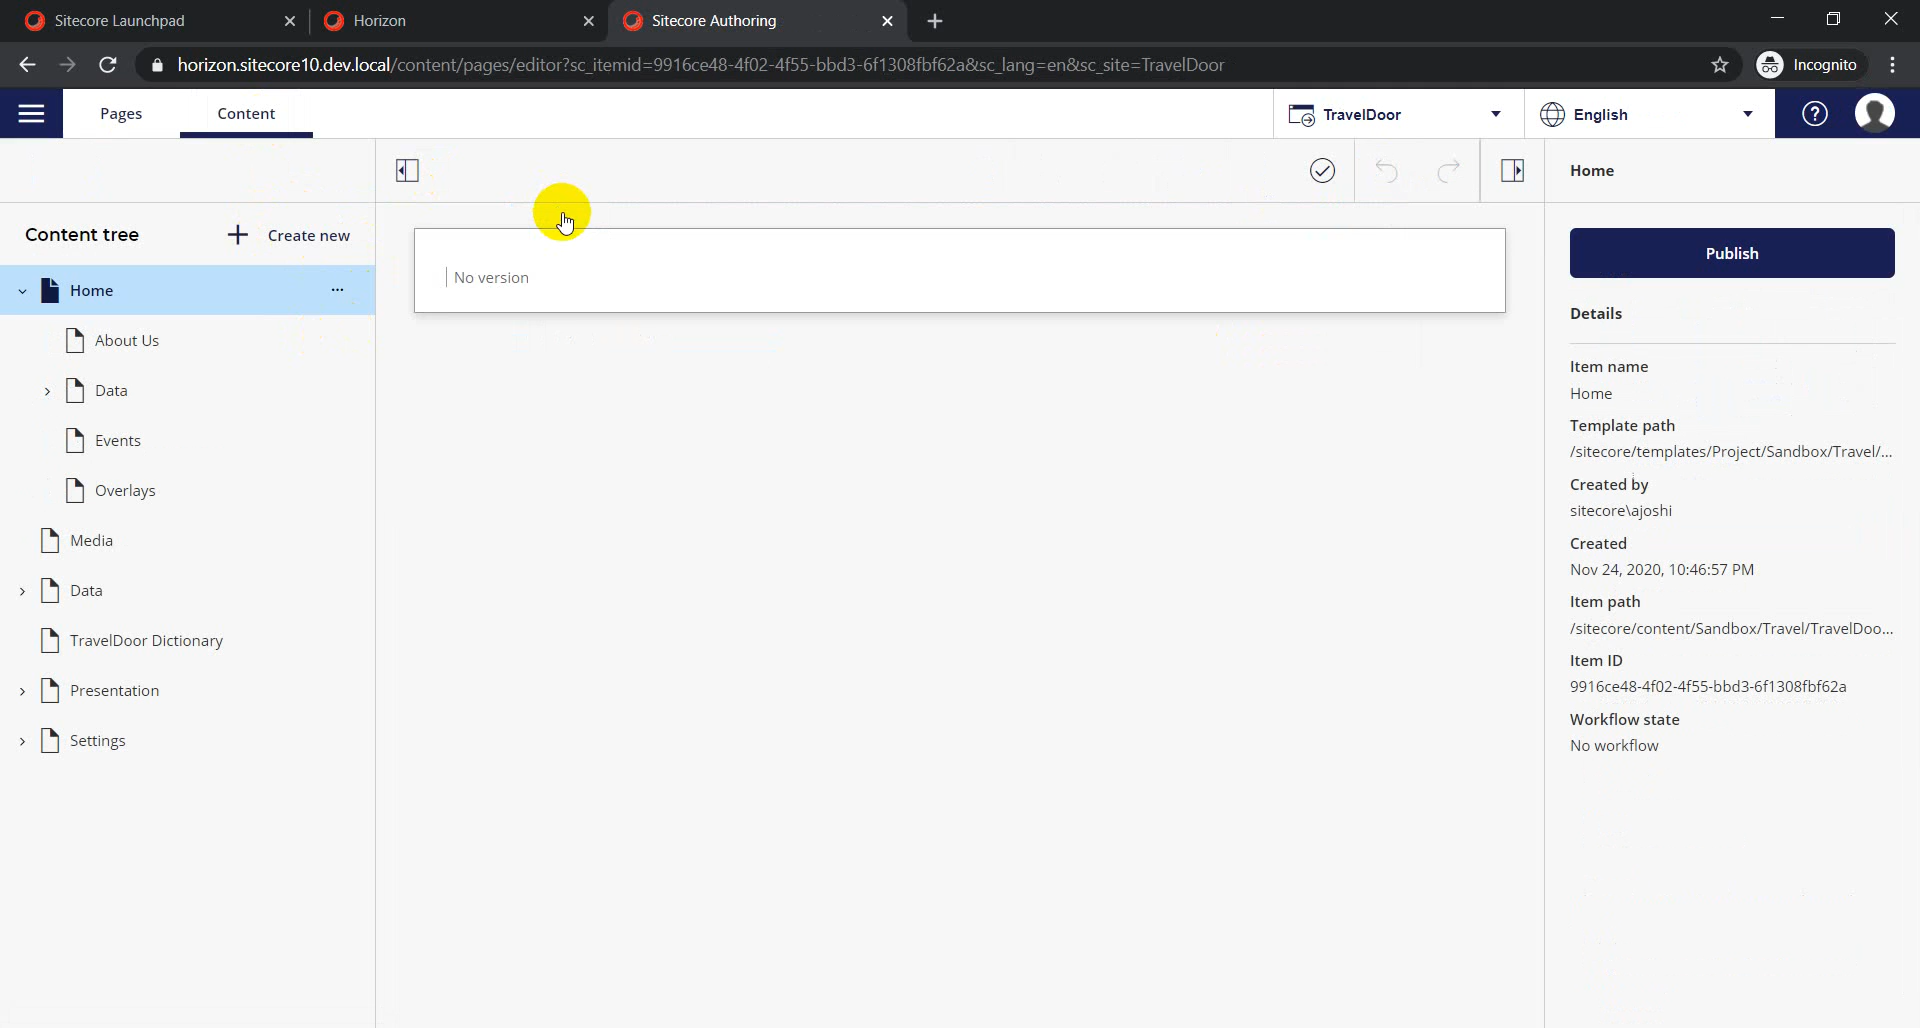 Sitecore Launchpad
Horizon
Sitecore Authoring
horizon.sitecore10.dev.local/content/pages/editor?sc_itemid=9916ce48-4f02-4f55-bbd3-6f1308fbf62a&sc_lang=en&sc_site=TravelDoor
Incognito
Pages
Content
TravelDoor
English
Home
Content tree
Create new
Home
About Us
Data
Events
Overlays
Media
Data
TravelDoor Dictionary
Presentation
Settings
No version
Publish
Details
Item name
Home
Template path
/sitecore/templates/Project/Sandbox/Travel/...
Created by
sitecore\ajoshi
Created
Nov 24, 2020, 10:46:57 PM
Item path
/sitecore/content/Sandbox/Travel/TravelDoo...
Item ID
9916ce48-4f02-4f55-bbd3-6f1308fbf62a
Workflow state
No workflow